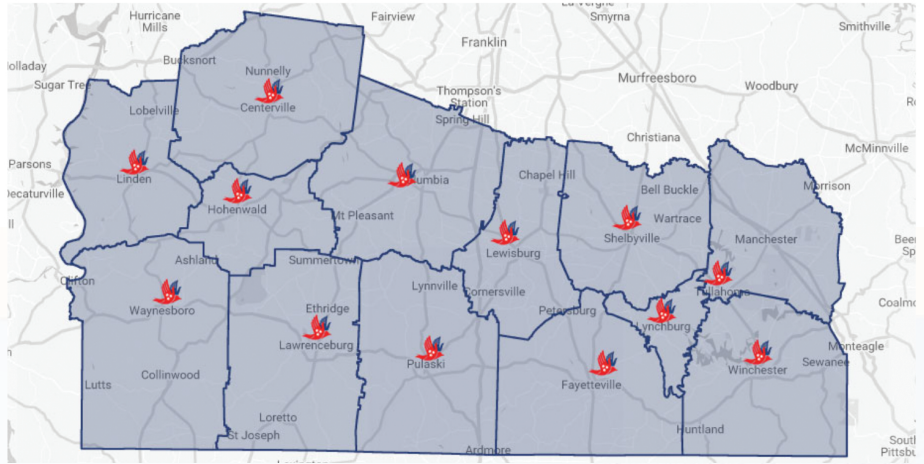 La Vergne
Hurricane
Mills
Fairview
Smyrna
Smithville
Franklin
Bucksnort
Holladay
Nunnelly
Murfreesboro
Sugar Tree
Thompson's
Station
Woodbury
Lobelville
Centerville
Spring Hill
Christiana
McMinnville
Parsons
Linden
Chapel Hill
Bell Buckle
Morrison
Decaturville
Hohenwald
Mt Pleasant
Wartrace
Shelbyville
Manchester
Lewisburg
Ashland
Summertown
Clifton
Lynnville
Cornersville
Tullahoma
Waynesboro
Ethridge
Petersburg
Lynchburg
Lawrenceburg
Monteagle
Pulaski
Sewanee
Winchester
Collinwood
Lutts
Fayetteville
Loretto
St Joseph
Huntland
Ardmore